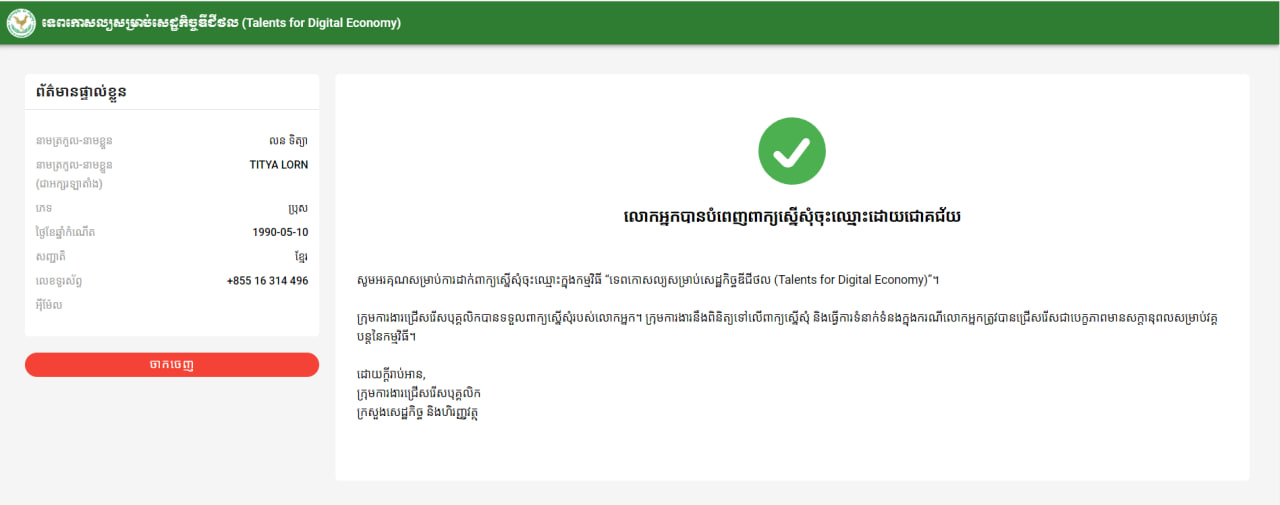 ទេពកោសល្យសម្រាប់សេដ្ឋកិច្ចឌីជីថល (Talents for Digital Economy)
ព័ត៌មានផ្ទាល់ខ្លួន
នាមត្រកូល-នាមខ្លួន លន ទិត្យា
នាមត្រកូល-នាមខ្លួន TITYA LORN
(ជាអក្សរឡាតាំង)
ភេទ ប្រុស
ថ្ងៃខែឆ្នាំកំណើត 1990-05-10
សញ្ជាតិ ខ្មែរ
លេខទូរស័ព្ទ +855 16 314 496
អ៊ីម៉ែល
ចាកចេញ
លោកអ្នកបានបំពេញពាក្យស្នើសុំចុះឈ្មោះដោយជោគជ័យ
សូមអរគុណសម្រាប់ការដាក់ពាក្យស្នើសុំចុះឈ្មោះក្នុងកម្មវិធី “ទេពកោសល្យសម្រាប់សេដ្ឋកិច្ចឌីជីថល (Talents for Digital Economy)”។
ក្រុមការងារជ្រើសរើសបុគ្គលិកបានទទួលពាក្យស្នើសុំរបស់លោកអ្នក។ ក្រុមការងារនឹងពិនិត្យទៅលើពាក្យស្នើសុំ និងធ្វើការទំនាក់ទំនងក្នុងករណីលោកអ្នកត្រូវបានជ្រើសរើសជាបេក្ខភាពមានសក្តានុពលសម្រាប់វគ្គ
បន្តនៃកម្មវិធី។
ដោយក្តីរាប់អាន,
ក្រុមការងារជ្រើសរើសបុគ្គលិក
ក្រសួងសេដ្ឋកិច្ច និងហិរញ្ញវត្ថុ